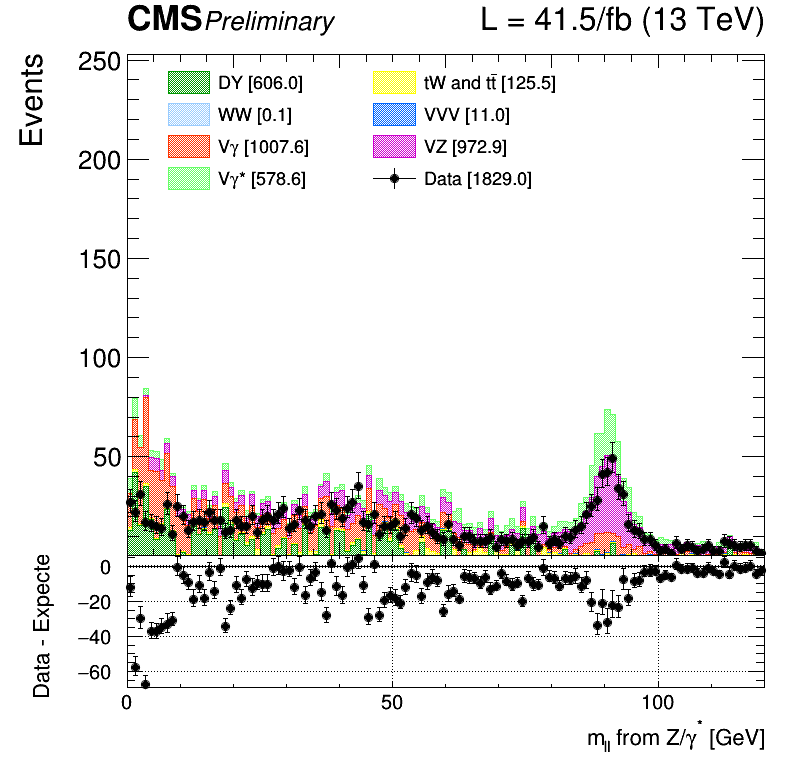 CMS Preliminary L = 41.5/fb (13 TeV)
Events
250
200
150
100
50
DY [606.0]
WW [0.1]
Vγ [1007.6]
Vγ* [578.6]
tW and tt̄ [125.5]
VVV [11.0]
VZ [972.9]
Data [1829.0]
Data - Expecte
0
−20
−40
−60
0 50 100
m_ll from Z/γ* [GeV]